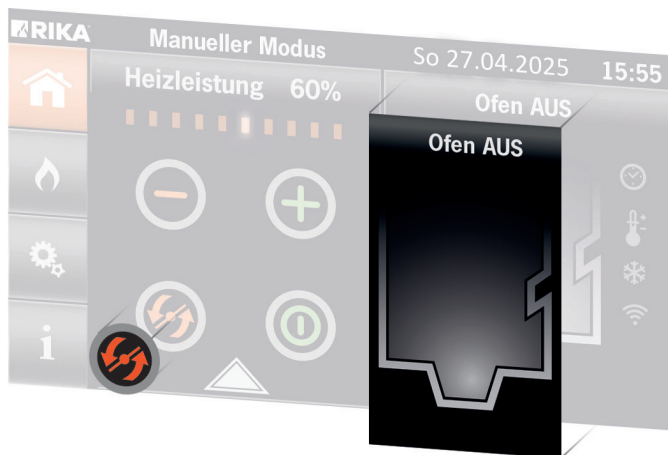 RIKA
Manueller Modus
So 27.04.2025 15:55
Heizleistung 60%
Ofen AUS
Ofen AUS
i